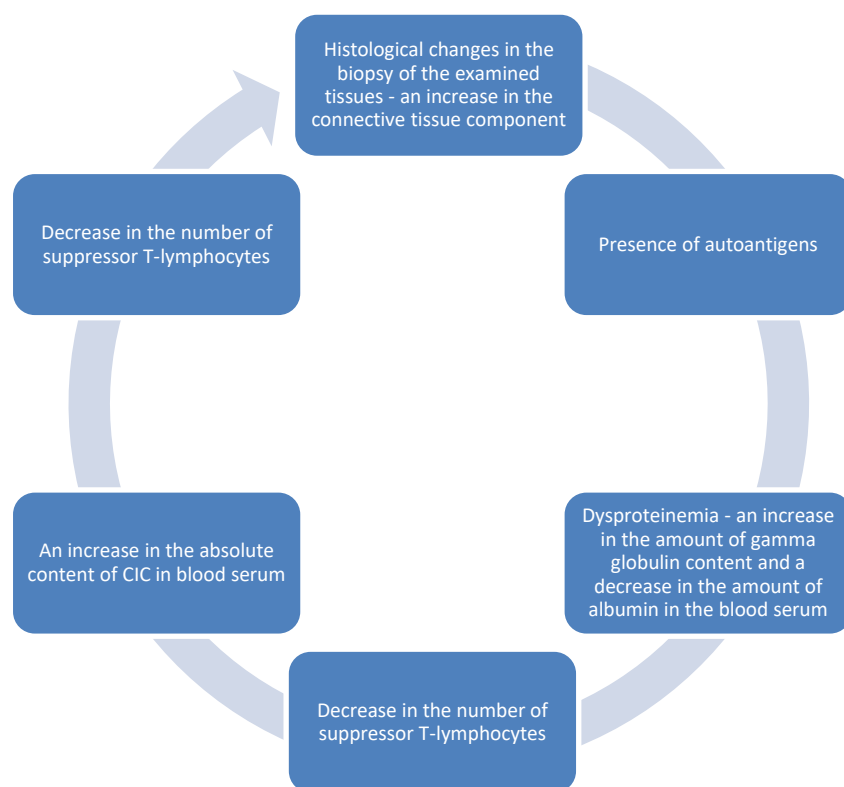 Histological changes in the
biopsy of the examined
tissues - an increase in the
connective tissue component
Presence of autoantigens
Dysproteinemia - an increase
in the amount of gamma
globulin content and a
decrease in the amount of
albumin in the blood serum
Decrease in the number of
suppressor T-lymphocytes
An increase in the absolute
content of CIC in blood serum
Decrease in the number of
suppressor T-lymphocytes